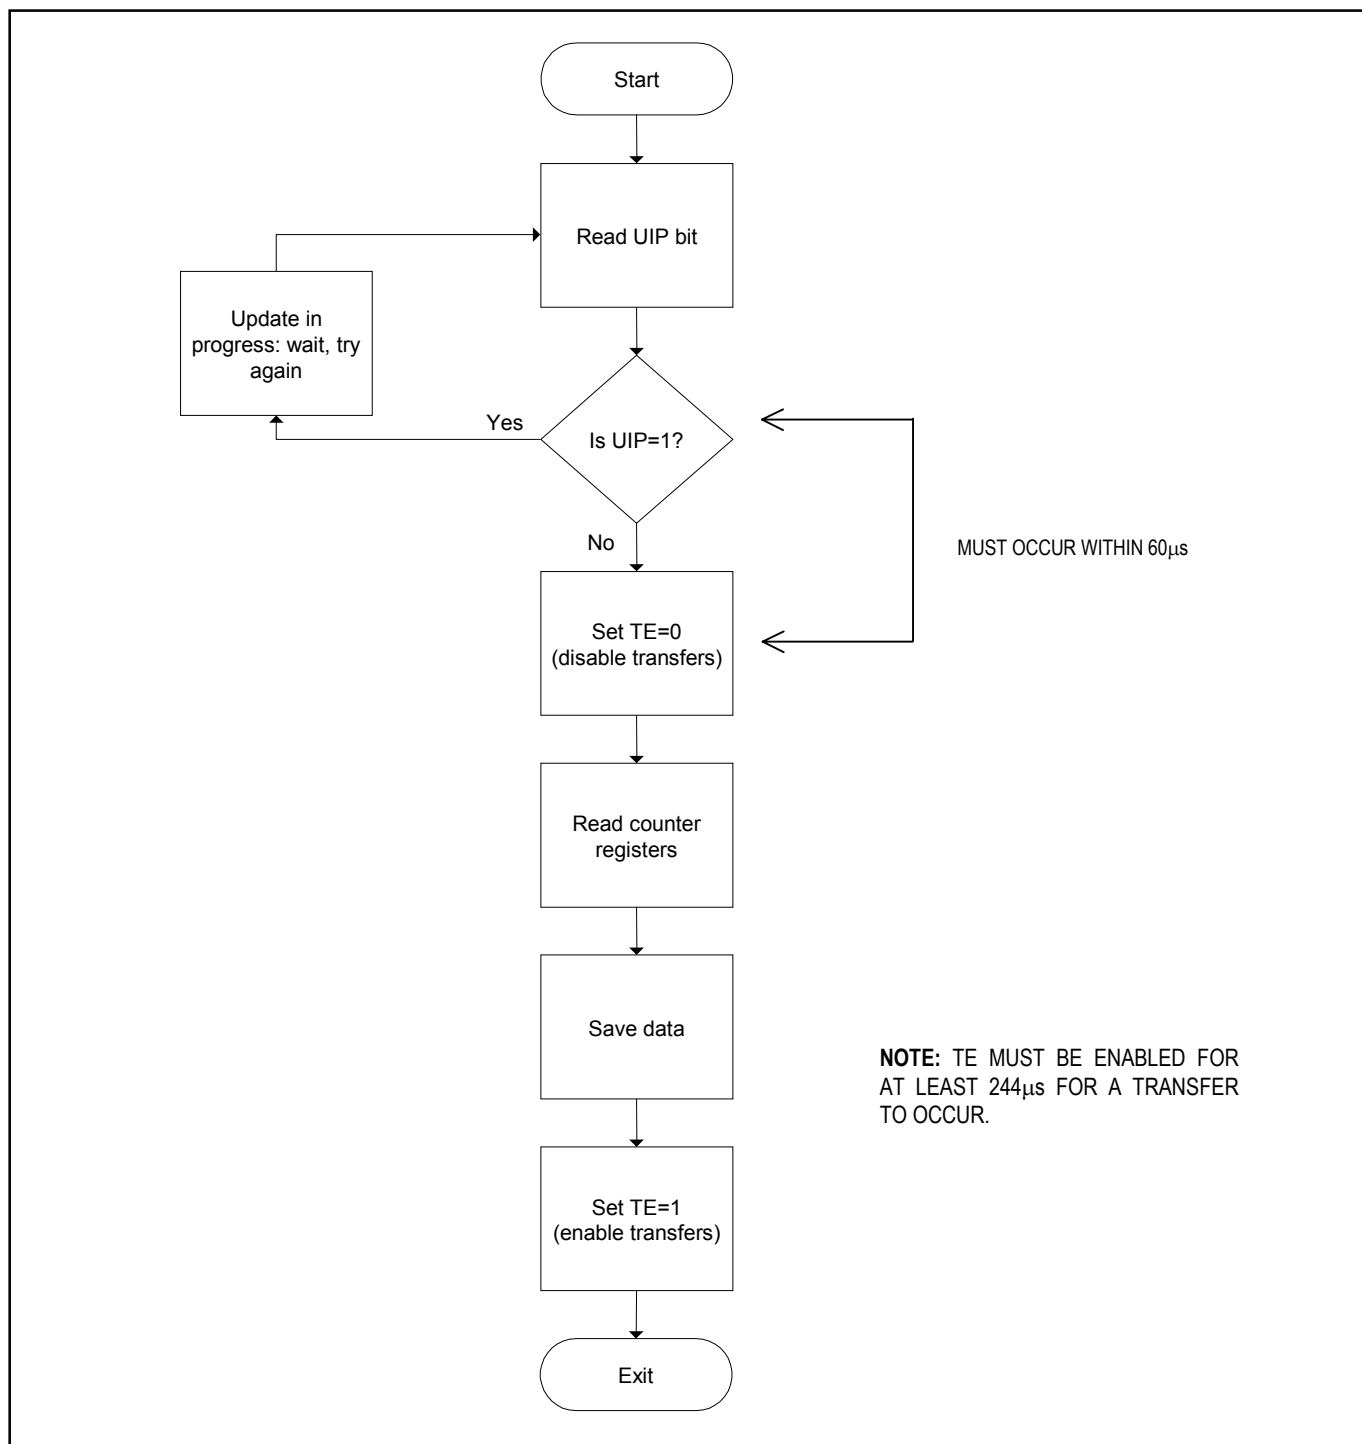 Start
Read UIP bit
Update in
progress: wait, try
again
Yes
Is UIP=1?
No
MUST OCCUR WITHIN 60μs
Set TE=0
(disable transfers)
Read counter
registers
Save data
NOTE: TE MUST BE ENABLED FOR
AT LEAST 244μs FOR A TRANSFER
TO OCCUR.
Set TE=1
(enable transfers)
Exit